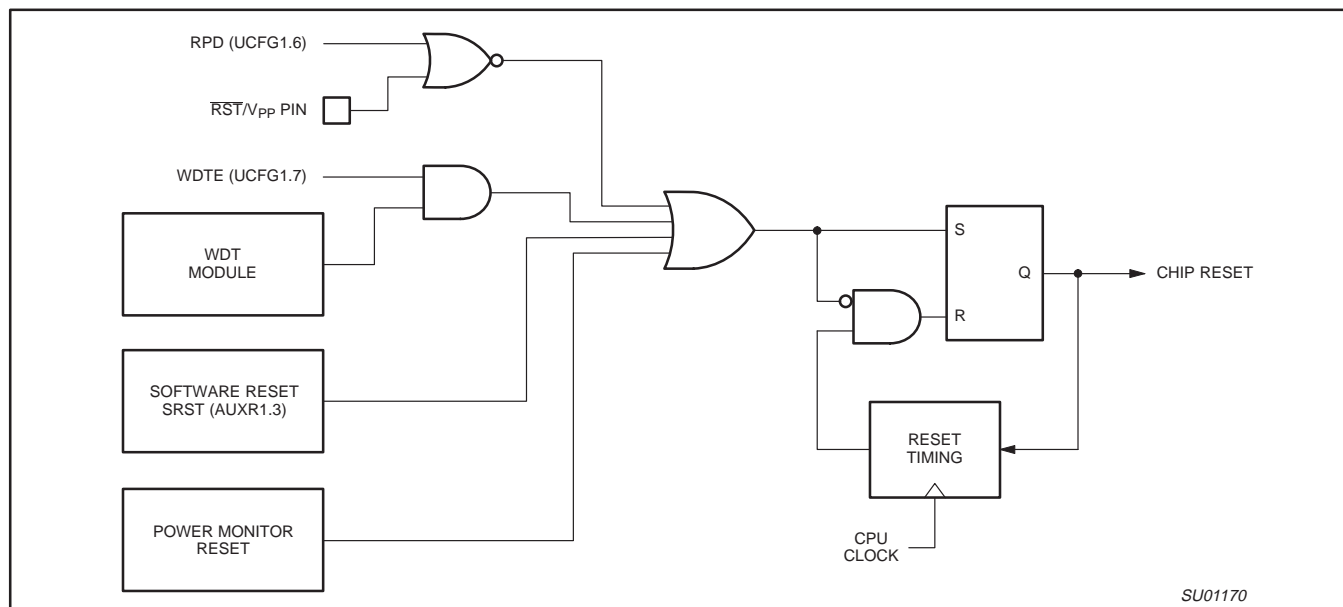 RPD (UCFG1.6)
RST/VPP PIN
WDTE (UCFG1.7)
WDT
MODULE
SOFTWARE RESET
SRST (AUXR1.3)
POWER MONITOR
RESET
S
Q
R
CHIP RESET
RESET
TIMING
CPU
CLOCK
SU01170